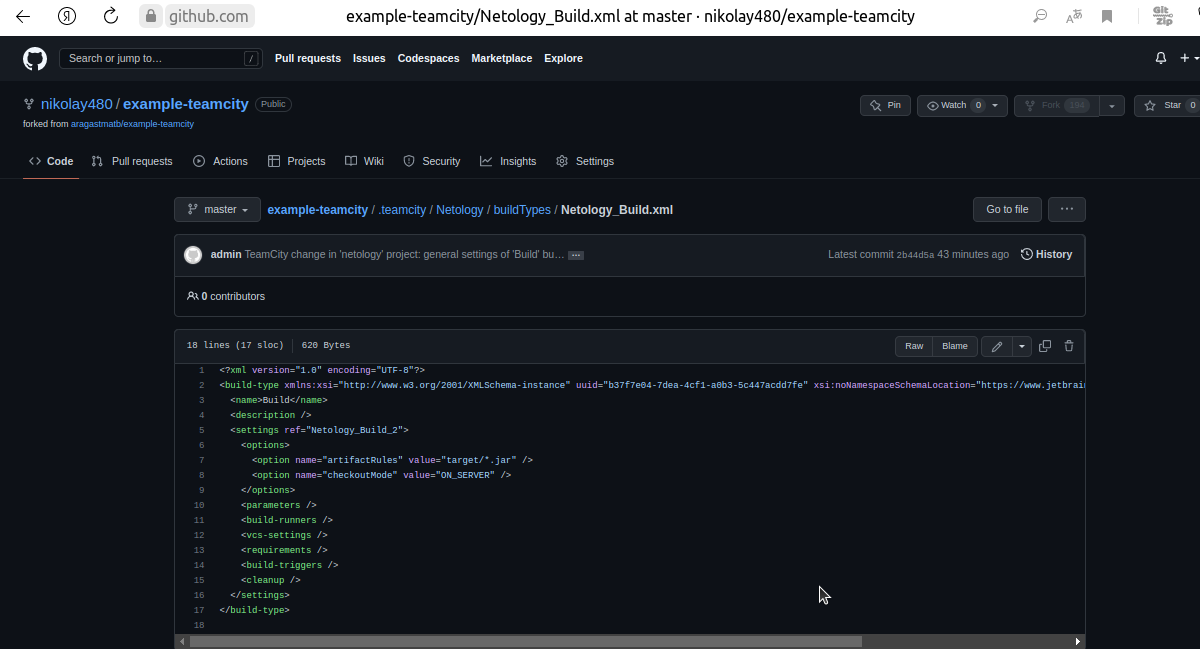 Я github.com example-teamcity/Netology_Build.xml at master · nikolay480/example-teamcity Git Zip
Search or jump to… / Pull requests Issues Codespaces Marketplace Explore
nikolay480 / example-teamcity Public Pin Watch 0 Fork 194 Star 0
forked from aragastmatb/example-teamcity
Code Pull requests Actions Projects Wiki Security Insights Settings
master example-teamcity / .teamcity / Netology / buildTypes / Netology_Build.xml Go to file ···
admin TeamCity change in 'netology' project: general settings of 'Build' bu… … Latest commit 2b44d5a 43 minutes ago History
0 contributors
18 lines (17 sloc) 620 Bytes Raw Blame
1 <?xml version="1.0" encoding="UTF-8"?>
2 <build-type xmlns:xsi="http://www.w3.org/2001/XMLSchema-instance" uuid="b37f7e04-7dea-4cf1-a0b3-5c447acdd7fe" xsi:noNamespaceSchemaLocation="https://www.jetbrai
3 <name>Build</name>
4 <description />
5 <settings ref="Netology_Build_2">
6 <options>
7 <option name="artifactRules" value="target/*.jar" />
8 <option name="checkoutMode" value="ON_SERVER" />
9 </options>
10 <parameters />
11 <build-runners />
12 <vcs-settings />
13 <requirements />
14 <build-triggers />
15 <cleanup />
16 </settings>
17 </build-type>
18